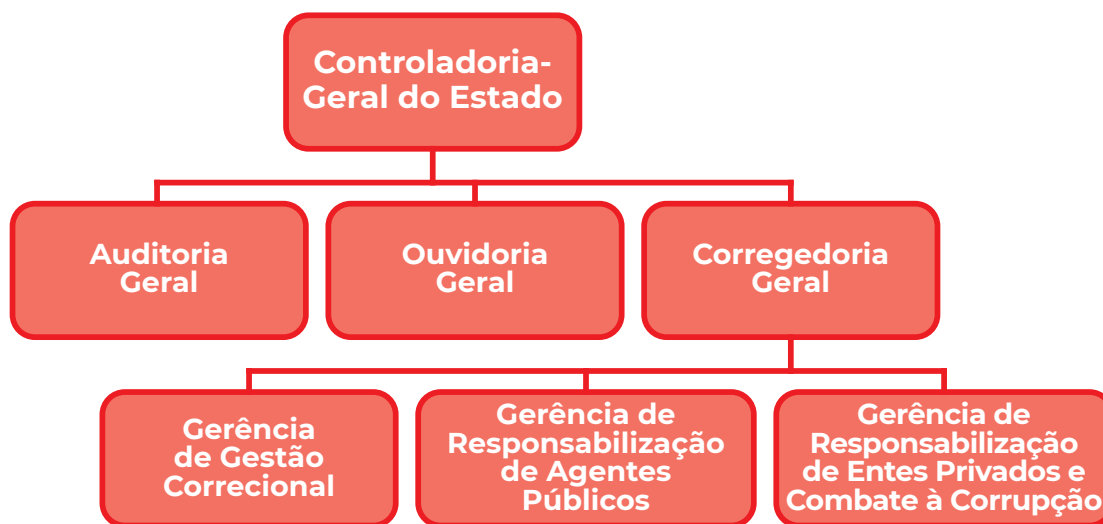 Controladoria-
Geral do Estado
Auditoria
Geral
Ouvidoria
Geral
Corregedoria
Geral
Gerência
de Gestão
Correcional
Gerência de
Responsabilização
de Agentes
Públicos
Gerência de
Responsabilização
de Entes Privados e
Combate à Corrupção